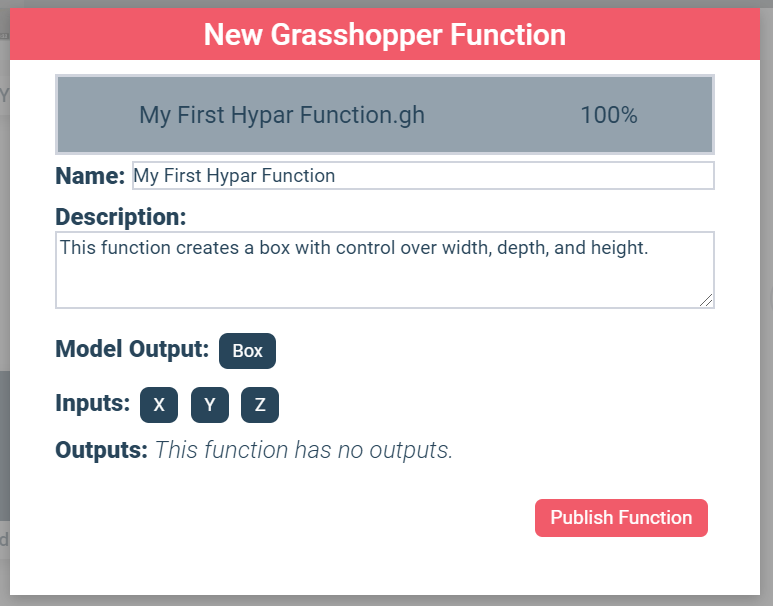 New Grasshopper Function
My First Hypar Function.gh 100%
Name: My First Hypar Function
Description:
This function creates a box with control over width, depth, and height.
Model Output: Box
Inputs: X Y Z
Outputs: This function has no outputs.
Publish Function